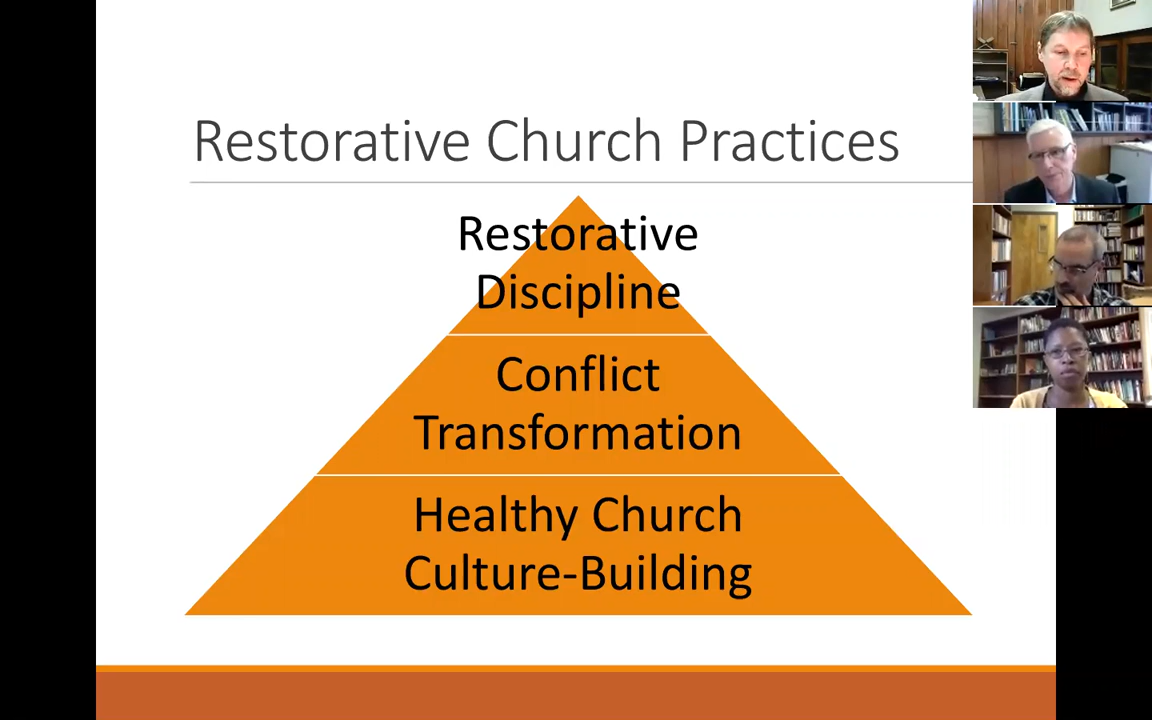 Restorative Church Practices
Restorative
Discipline
Conflict
Transformation
Healthy Church
Culture-Building